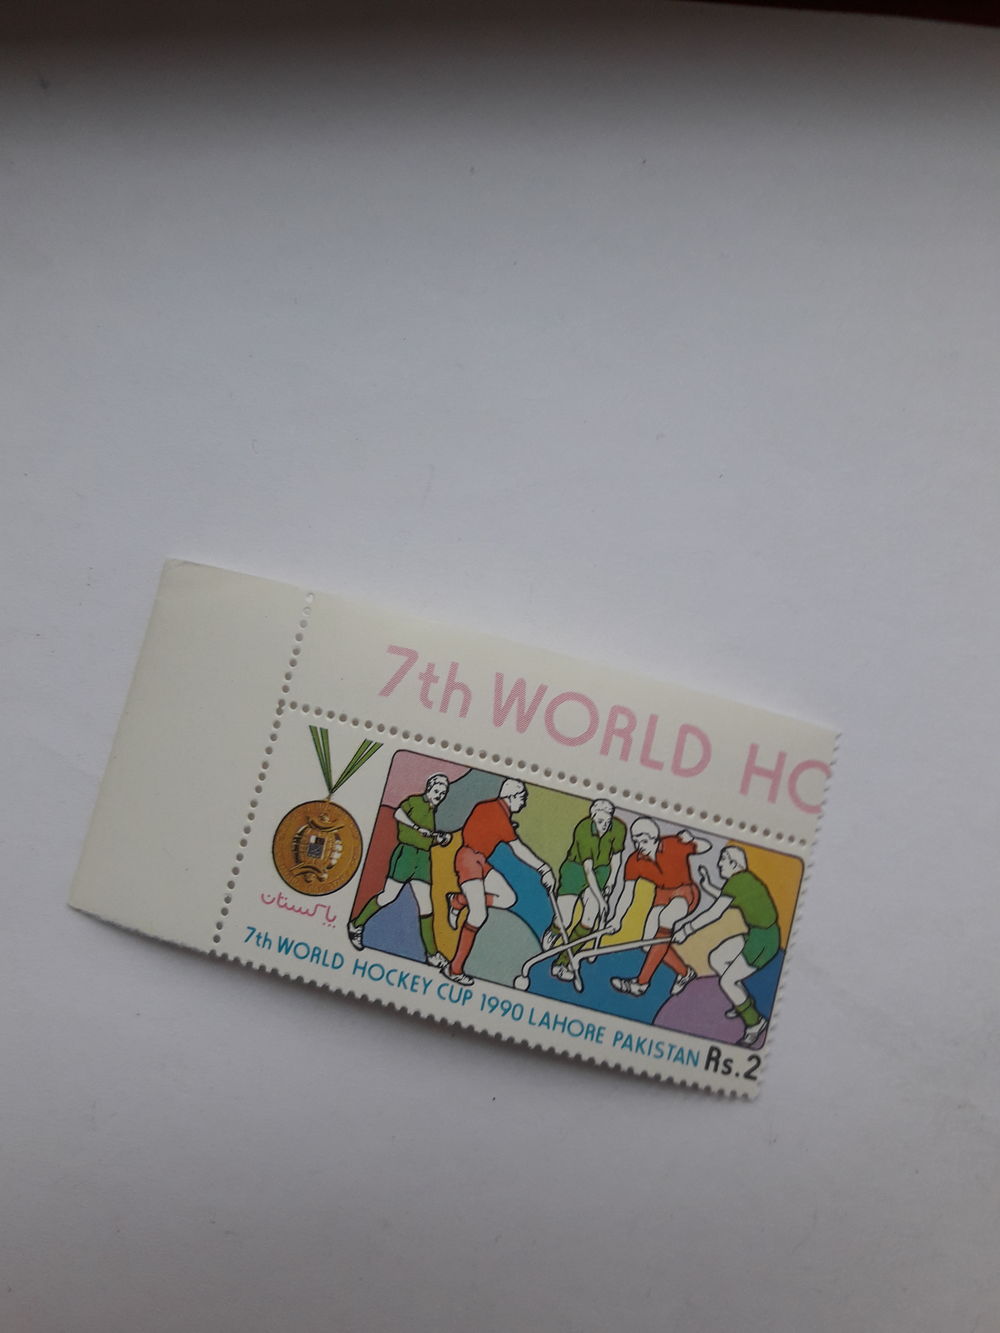 7th WORLD HO
پاکستان
7th WORLD HOCKEY CUP 1990 LAHORE PAKISTAN Rs.2